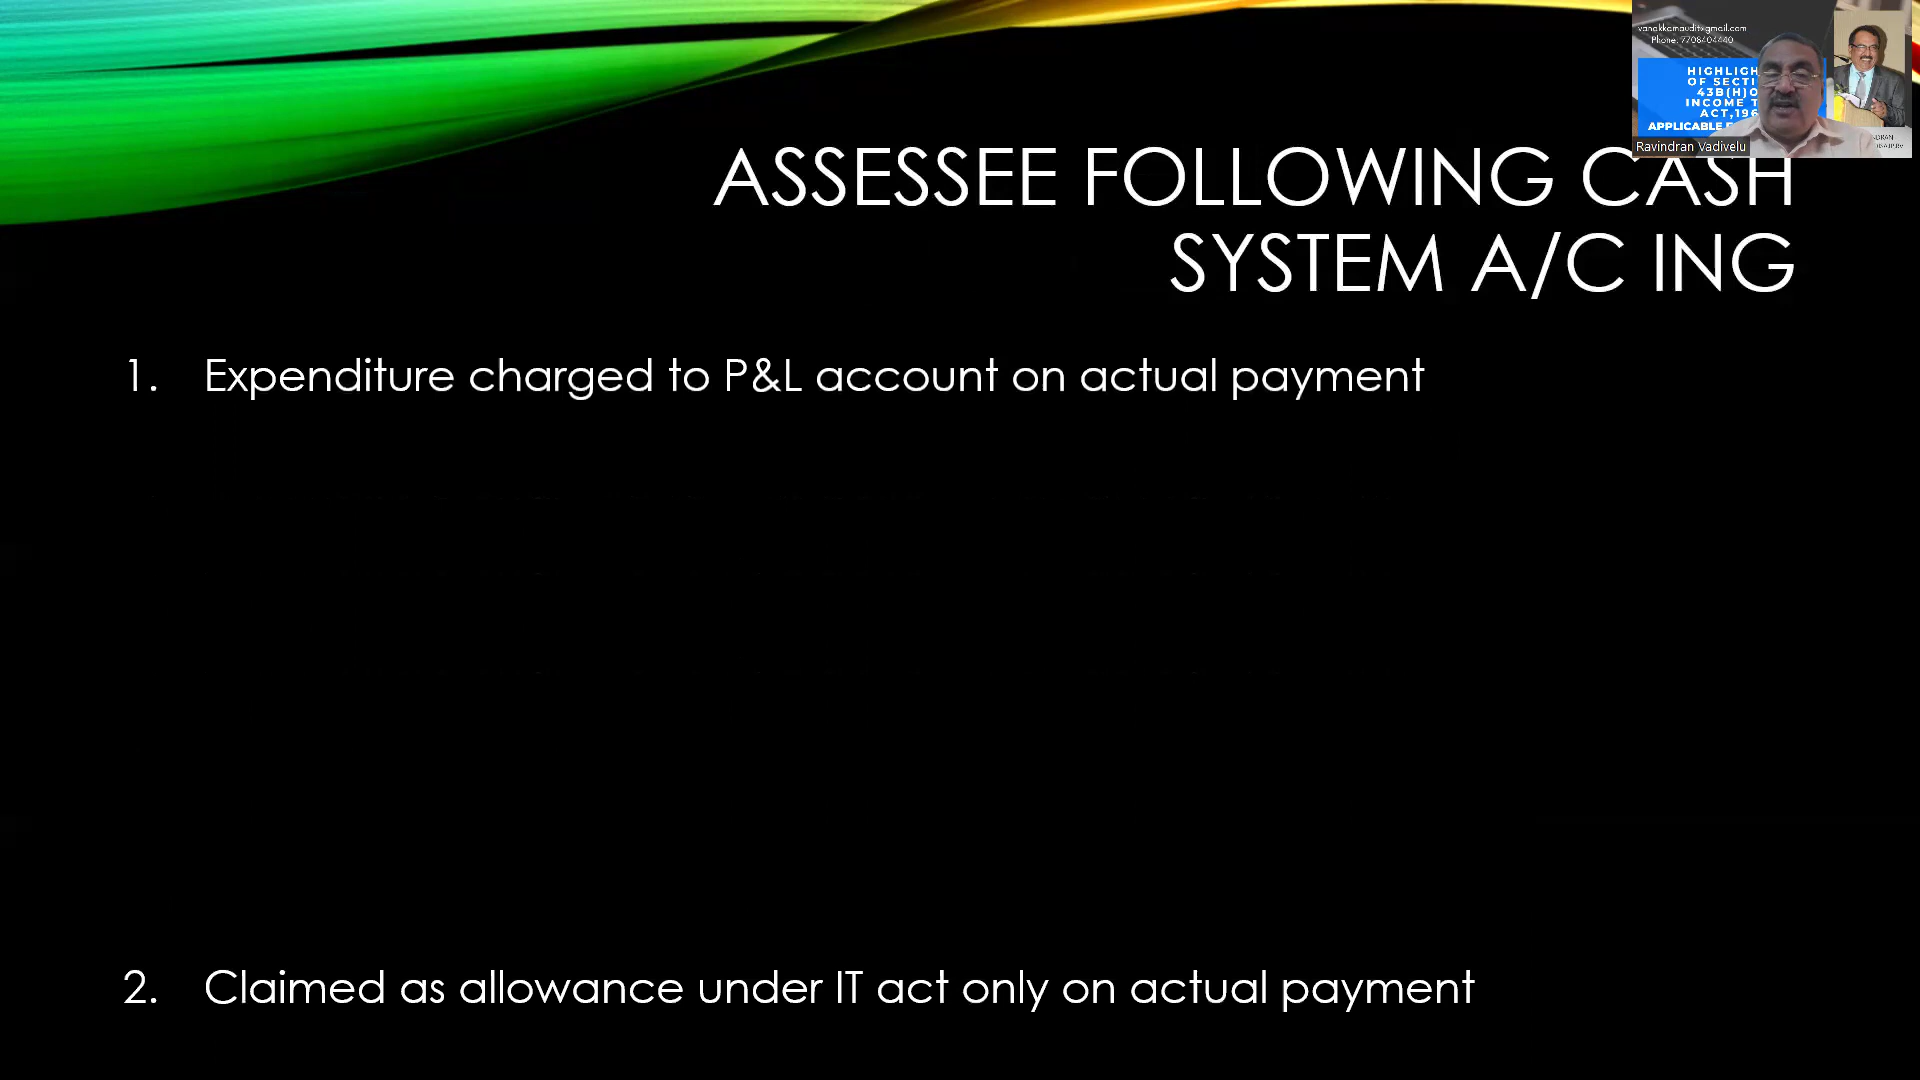 vanakkamaudit@gmail.com
Phone: 7708404440
HIGHLIGH
OF SECTI
43B(H)O
INCOME T
ACT,196
APPLICABLE
Ravindran Vadivelu
ASSESSEE FOLLOWING CASH
SYSTEM A/C ING
1. Expenditure charged to P&L account on actual payment
2. Claimed as allowance under IT act only on actual payment